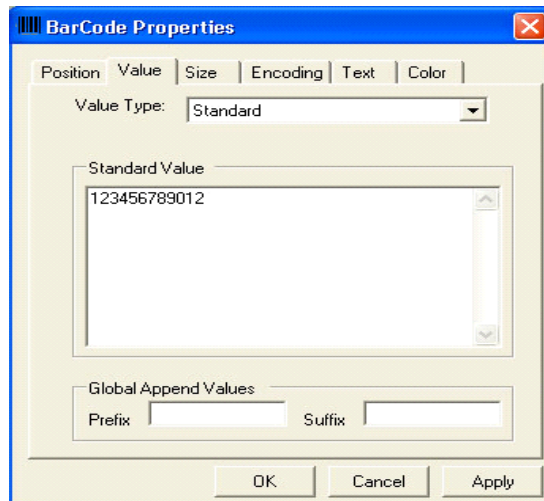 BarCode Properties
Position Value Size Encoding Text Color
Value Type: Standard
Standard Value
123456789012
Global Append Values
Prefix Suffix
OK Cancel Apply